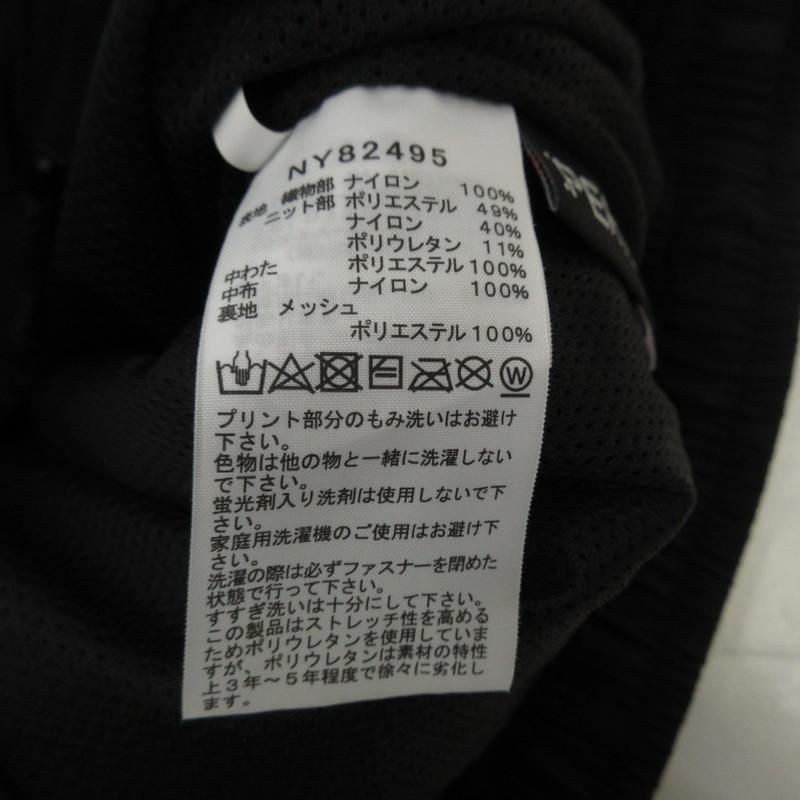 NY82495
表地 織物部 ナイロン 100%
ニット部 ポリエステル 49%
ナイロン 40%
ポリウレタン 11%
中わた ポリエステル 100%
中布 ナイロン 100%
裏地 メッシュ
ポリエステル 100%
W
プリント部分のもみ洗いはお避け
下さい。
色物は他の物と一緒に洗濯しない
で下さい。
蛍光剤入り洗剤は使用しないで下
さい。
家庭用洗濯機のご使用はお避け下
さい。
洗濯の際は必ずファスナーを閉めた
状態で行って下さい。
すすぎ洗いは十分にして下さい。
この製品はストレッチ性を高める
ためポリウレタンを使用していま
すが、ポリウレタンは素材の特性
上3年～5年程度で徐々に劣化し
ます。